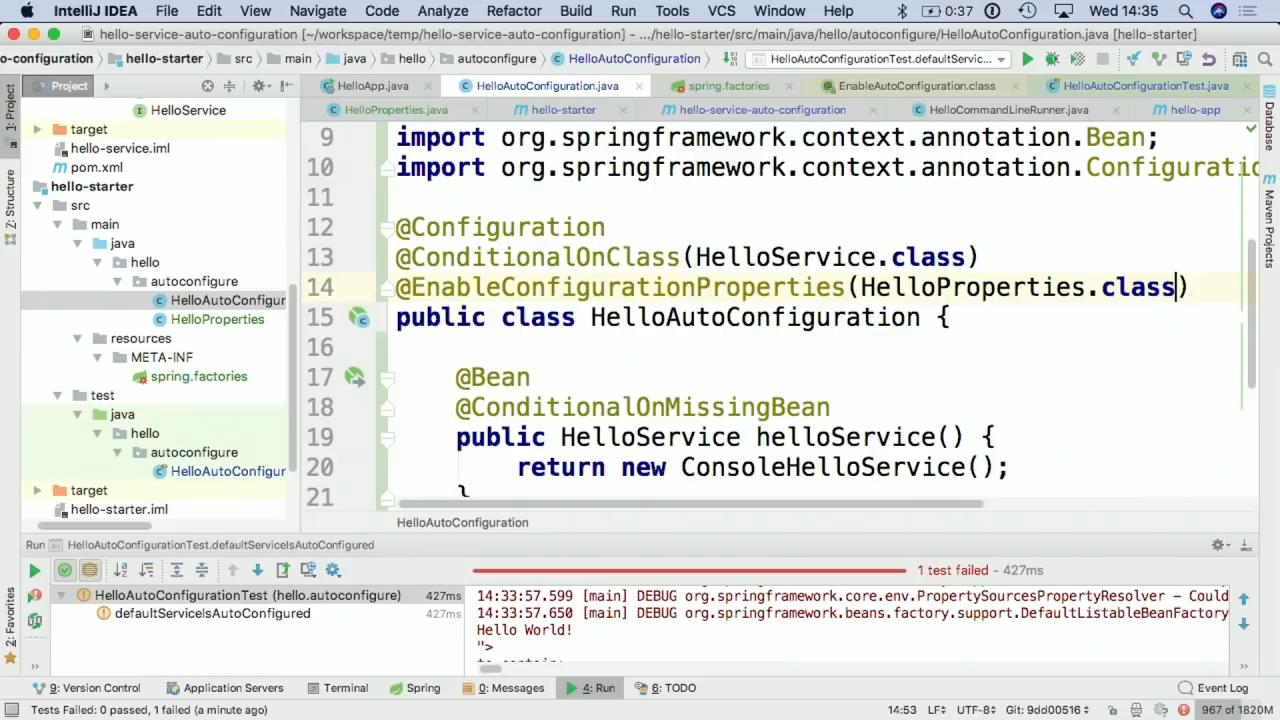 IntelliJ IDEA File Edit View Navigate Code Analyze Refactor Build Run Tools VCS Window Help 0:37 Wed 14:35
hello-service-auto-configuration [~/workspace/temp/hello-service-auto-configuration] - .../hello-starter/src/main/java/hello/autoconfigure/HelloAutoConfiguration.java [hello-starter]
o-configuration hello-starter src main java hello autoconfigure HelloAutoConfiguration HelloAutoConfigurationTest.defaultServic...
Project HelloApp.java HelloAutoConfiguration.java spring.factories EnableAutoConfiguration.class HelloAutoConfigurationTest.java
HelloProperties.java hello-starter hello-service-auto-configuration HelloCommandLineRunner.java hello-app
1: Project
Z: Structure
2: Favorites
Database
Maven Projects
HelloService
target
hello-service.iml
pom.xml
hello-starter
src
main
java
hello
autoconfigure
HelloAutoConfigur
HelloProperties
resources
META-INF
spring.factories
test
java
hello
autoconfigure
HelloAutoConfigur
target
hello-starter.iml
9 import org.springframework.context.annotation.Bean;
10 import org.springframework.context.annotation.Configuratio
11
12 @Configuration
13 @ConditionalOnClass(HelloService.class)
14 @EnableConfigurationProperties(HelloProperties.class)
15 public class HelloAutoConfiguration {
16
17 @Bean
18 @ConditionalOnMissingBean
19 public HelloService helloService() {
20 return new ConsoleHelloService();
21 }
HelloAutoConfiguration
Run HelloAutoConfigurationTest.defaultServiceIsAutoConfigured
1 test failed - 427ms
HelloAutoConfigurationTest (hello.autoconfigure) 427ms
defaultServiceIsAutoConfigured 427ms
14:33:57.599 [main] DEBUG org.springframework.core.env.PropertySourcesPropertyResolver - Could
14:33:57.650 [main] DEBUG org.springframework.beans.factory.support.DefaultListableBeanFactory
Hello World!
">
to contain:
9: Version Control Application Servers Terminal Spring 0: Messages 4: Run 6: TODO Event Log
Tests Failed: 0 passed, 1 failed (a minute ago) 14:53 LF UTF-8 Git: 9dd00516 967 of 1820M